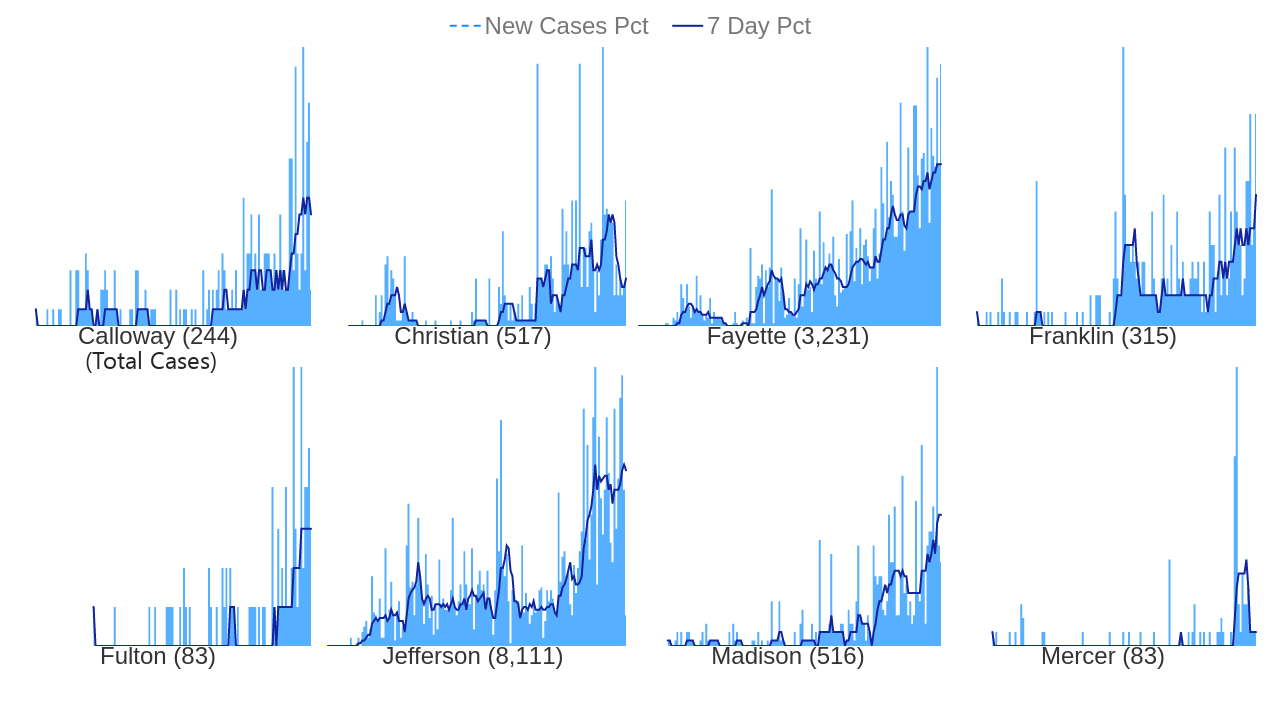 New Cases Pct 7 Day Pct
Calloway (244) Christian (517) Fayette (3,231) Franklin (315)
(Total Cases)
Fulton (83) Jefferson (8,111) Madison (516) Mercer (83)